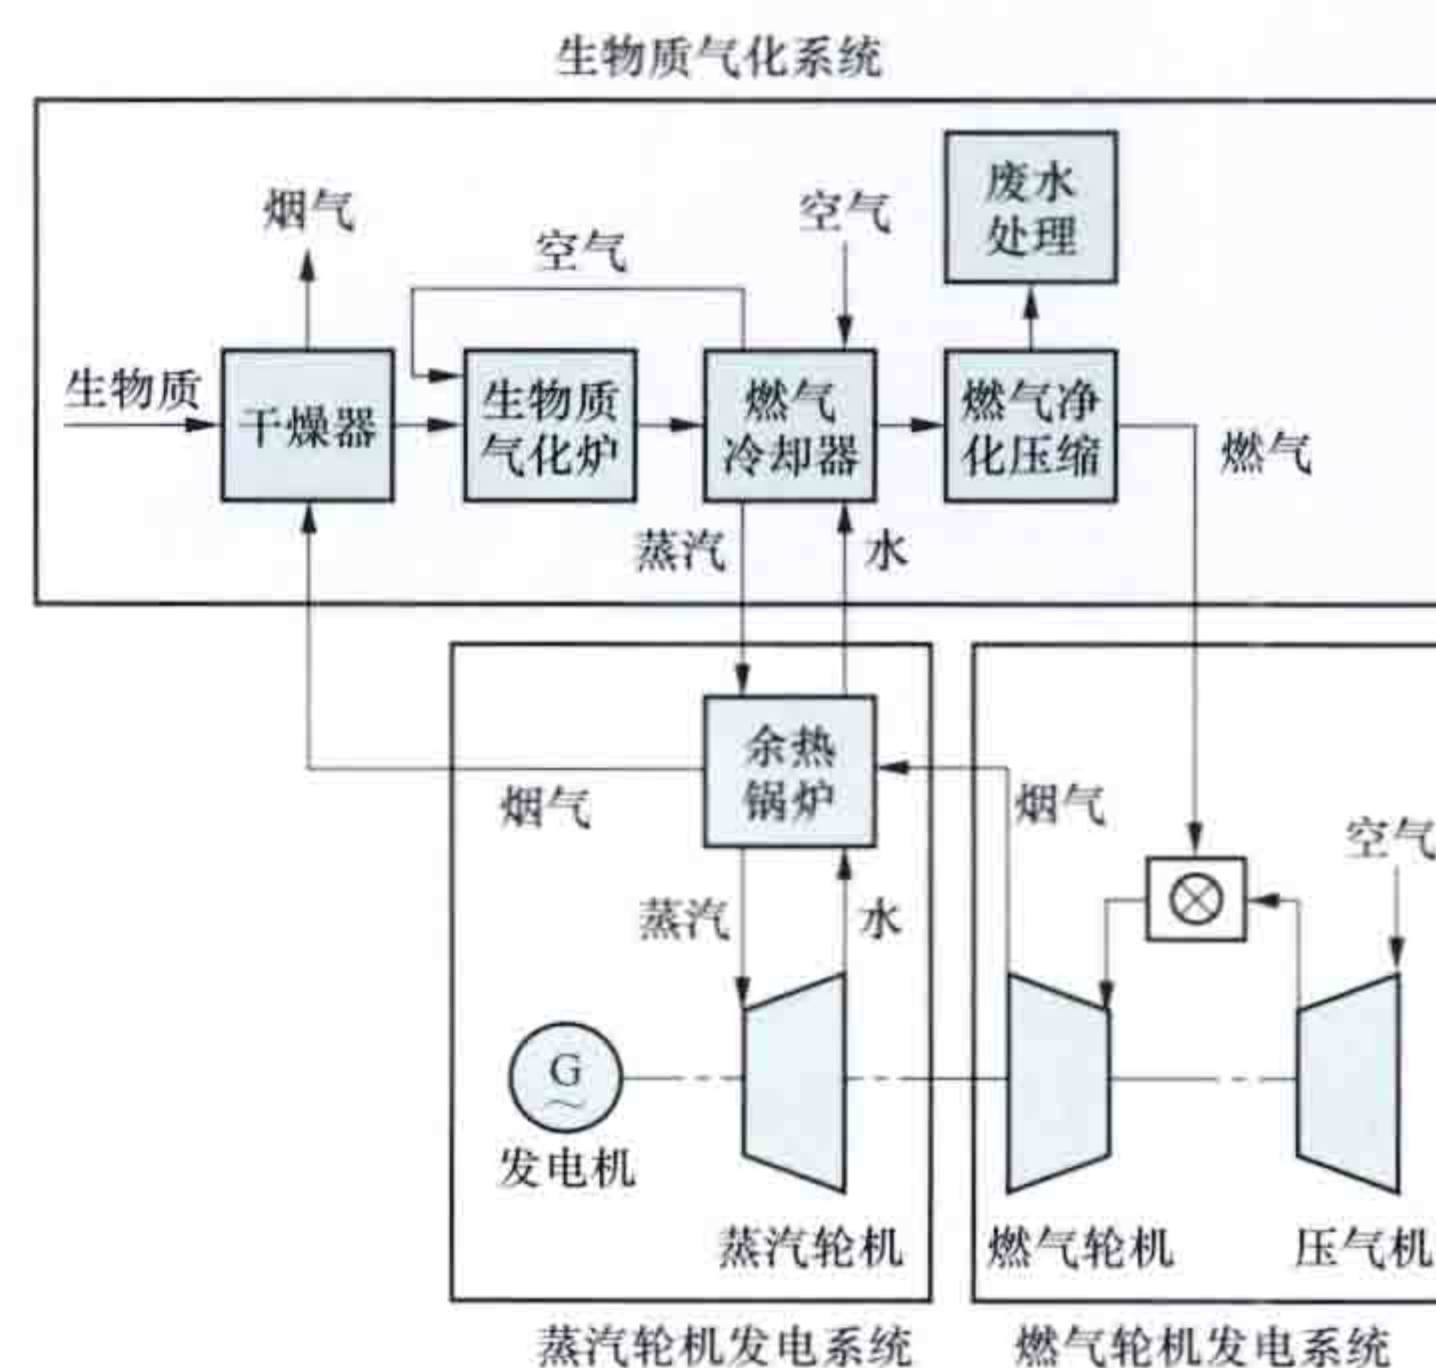 生物质气化系统
废水
处理
烟气
空气
空气
生物质
干燥器
生物质
气化炉
燃气
冷却器
燃气净
化压缩
燃气
蒸汽
水
余热
锅炉
烟气
烟气
空气
蒸汽
水
G
~
发电机
蒸汽轮机
燃气轮机
压气机
蒸汽轮机发电系统
燃气轮机发电系统